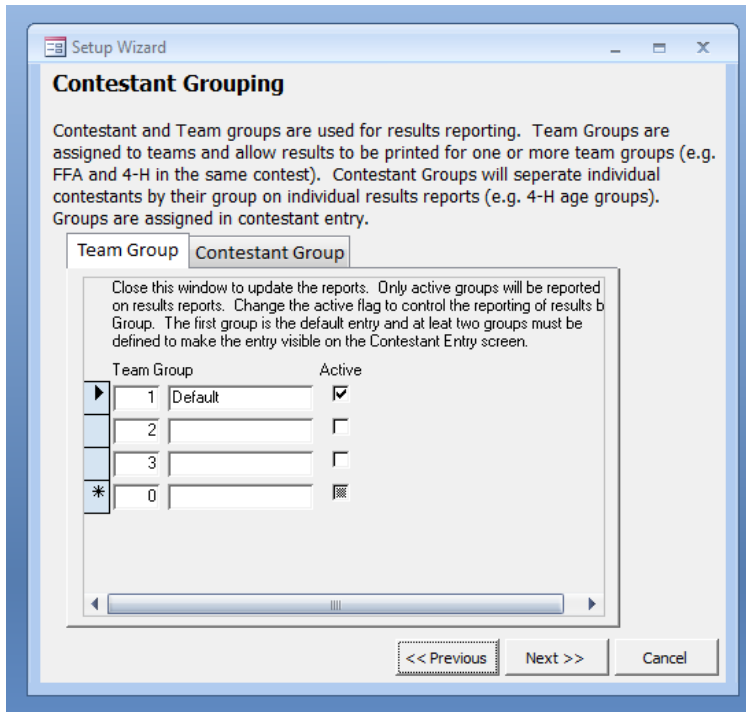 Setup Wizard
Contestant Grouping
Contestant and Team groups are used for results reporting.  Team Groups are
assigned to teams and allow results to be printed for one or more team groups (e.g.
FFA and 4-H in the same contest).  Contestant Groups will seperate individual
contestants by their group on individual results reports (e.g. 4-H age groups).
Groups are assigned in contestant entry.
Team Group Contestant Group
Close this window to update the reports.  Only active groups will be reported
on results reports.  Change the active flag to control the reporting of results b
Group.  The first group is the default entry and at leat two groups must be
defined to make the entry visible on the Contestant Entry screen.
Team Group Active
1 Default
2
3
0
<< Previous Next >> Cancel